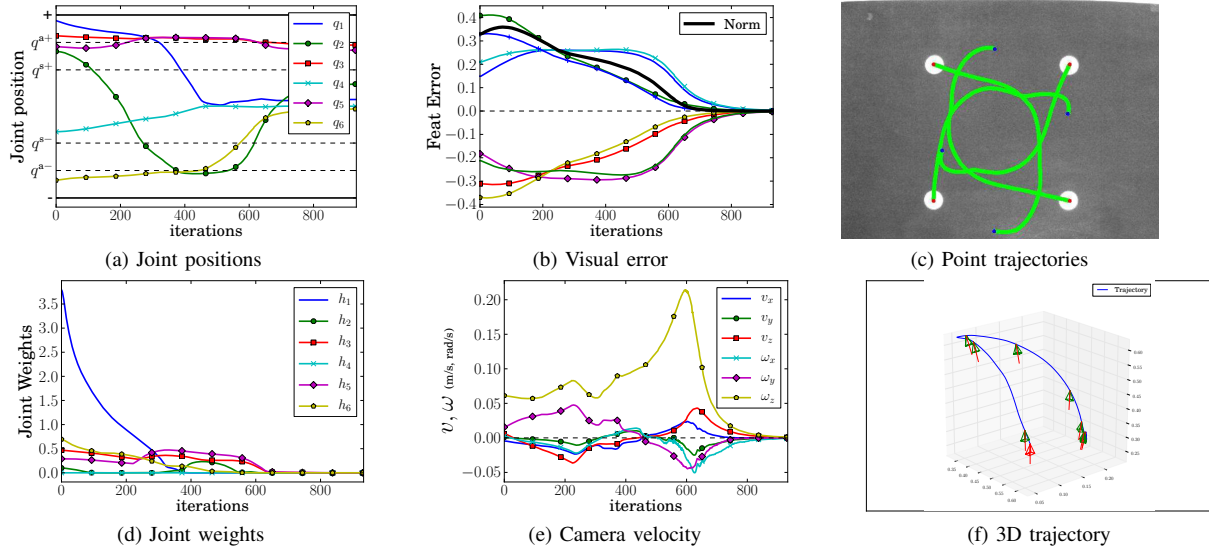 +
q^{a+}
q^{s+}
q^{s-}
q^{a-}
-
Joint position
0 200 400 600 800
iterations
q_1
q_2
q_3
q_4
q_5
q_6
(a) Joint positions
0.4
0.3
0.2
0.1
0.0
−0.1
−0.2
−0.3
−0.4
Feat Error
0 200 400 600 800
iterations
Norm
(b) Visual error
(c) Point trajectories
3.5
3.0
2.5
2.0
1.5
1.0
0.5
0.0
Joint Weights
0 200 400 600 800
iterations
h_1
h_2
h_3
h_4
h_5
h_6
(d) Joint weights
0.20
0.15
0.10
0.05
0.00
−0.05
v, ω (m/s, rad/s)
0 200 400 600 800
iterations
v_x
v_y
v_z
ω_x
ω_y
ω_z
(e) Camera velocity
Trajectory
(f) 3D trajectory